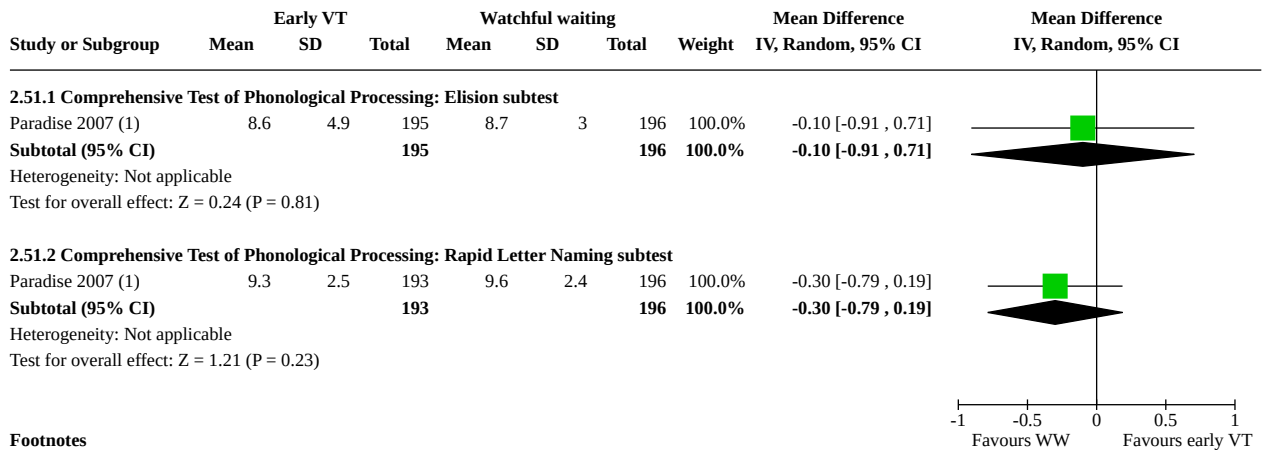 Early VT Watchful waiting Mean Difference Mean Difference
Study or Subgroup Mean SD Total Mean SD Total Weight IV, Random, 95% CI IV, Random, 95% CI
2.51.1 Comprehensive Test of Phonological Processing: Elision subtest
Paradise 2007 (1) 8.6 4.9 195 8.7 3 196 100.0% -0.10 [-0.91 , 0.71]
Subtotal (95% CI) 195 196 100.0% -0.10 [-0.91 , 0.71]
Heterogeneity: Not applicable
Test for overall effect: Z = 0.24 (P = 0.81)
2.51.2 Comprehensive Test of Phonological Processing: Rapid Letter Naming subtest
Paradise 2007 (1) 9.3 2.5 193 9.6 2.4 196 100.0% -0.30 [-0.79 , 0.19]
Subtotal (95% CI) 193 196 100.0% -0.30 [-0.79 , 0.19]
Heterogeneity: Not applicable
Test for overall effect: Z = 1.21 (P = 0.23)
-1 -0.5 0 0.5 1
Favours WW Favours early VT
Footnotes